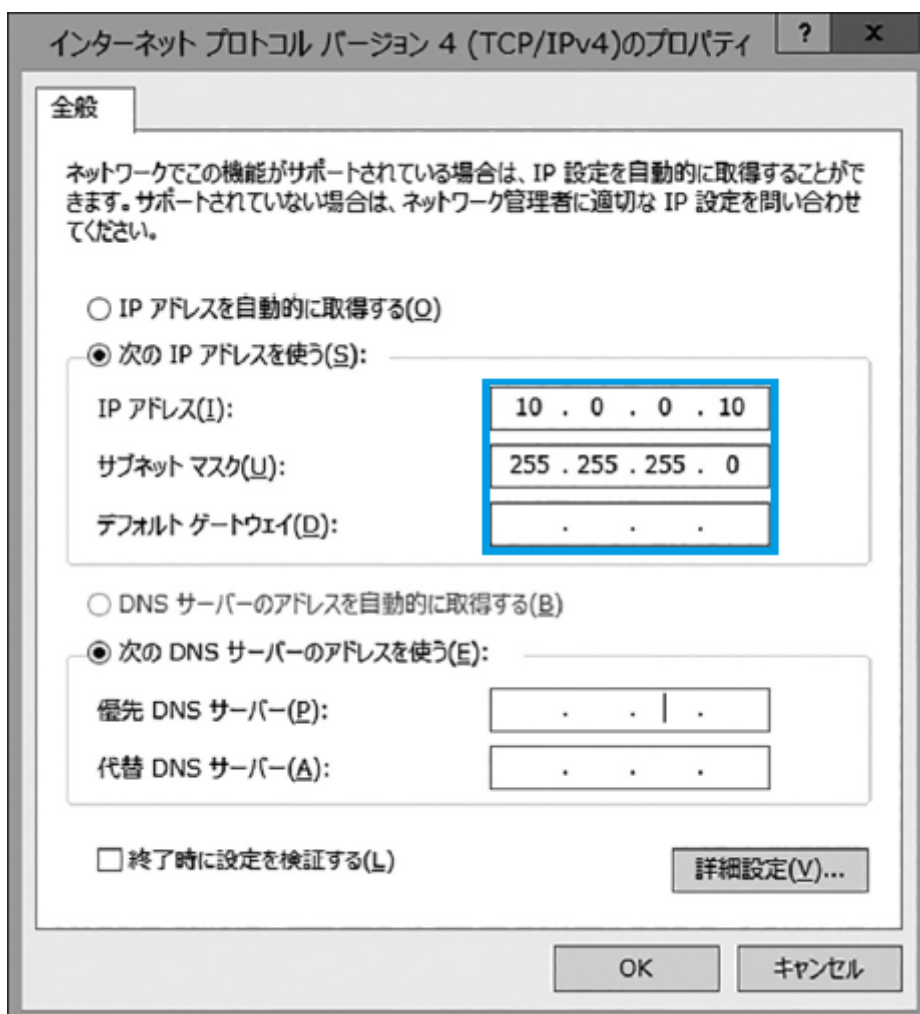 インターネット プロトコル バージョン 4 (TCP/IPv4)のプロパティ
?
x
全般
ネットワークでこの機能がサポートされている場合は、IP 設定を自動的に取得することがで
きます。サポートされていない場合は、ネットワーク管理者に適切な IP 設定を問い合わせ
てください。
IP アドレスを自動的に取得する(O)
次の IP アドレスを使う(S):
IP アドレス(I): 10 . 0 . 0 . 10
サブネット マスク(U): 255 . 255 . 255 . 0
デフォルト ゲートウェイ(D): . . .
DNS サーバーのアドレスを自動的に取得する(B)
次の DNS サーバーのアドレスを使う(E):
優先 DNS サーバー(P): . . .
代替 DNS サーバー(A): . . .
終了時に設定を検証する(L)
詳細設定(V)...
OK
キャンセル